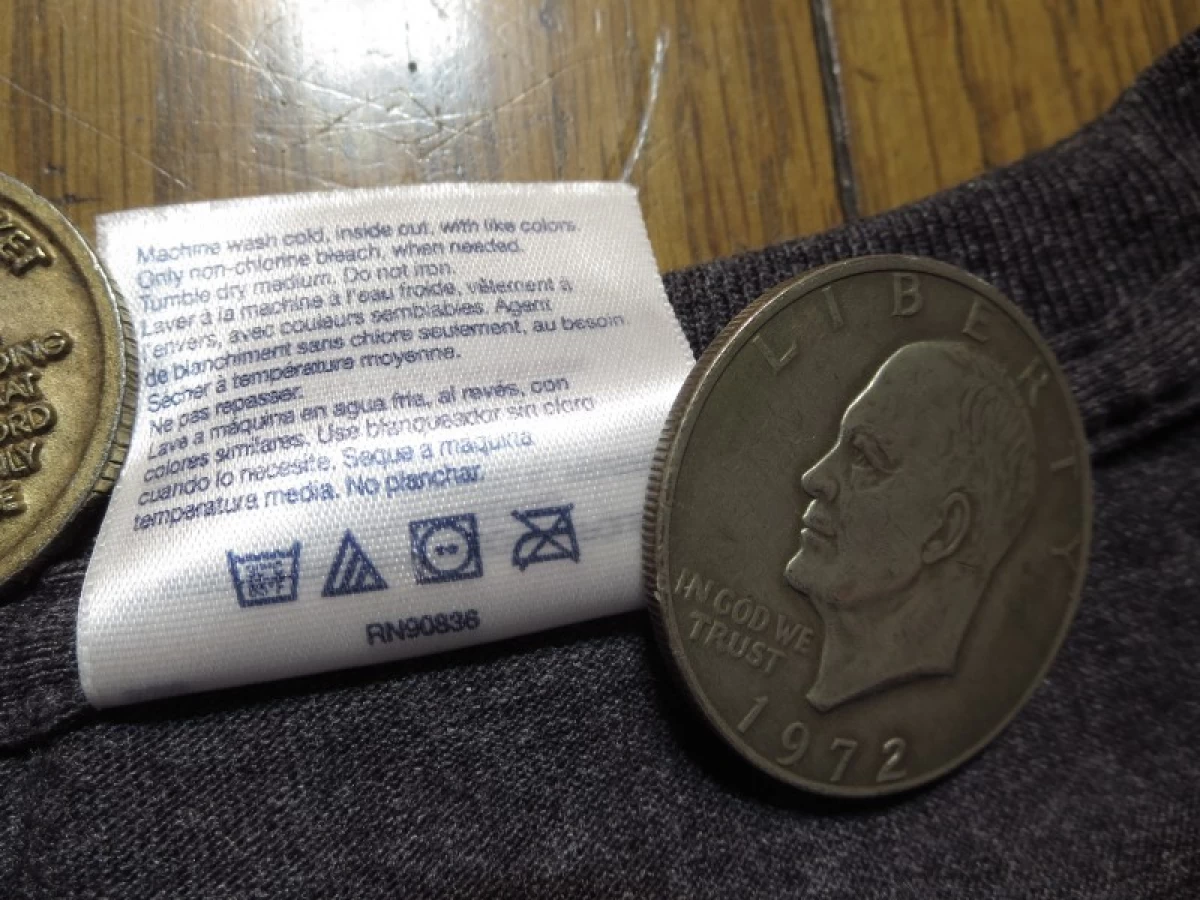 Machine wash cold, inside out, with like colors.
Only non-chlorine bleach, when needed.
Tumble dry medium. Do not iron.
Laver à la machine à l'eau froide, vêtement à
l'envers, avec couleurs semblables. Agent
de blanchiment sans chlore seulement, au besoin.
Sécher à température moyenne.
Ne pas repasser.
Lave a máquina en agua fría, al revés, con
colores similares. Use blanqueador sin cloro
cuando lo necesite. Seque a máquina
temperatura media. No planchar.
RN90836
LIBERTY
IN GOD WE
TRUST
1972